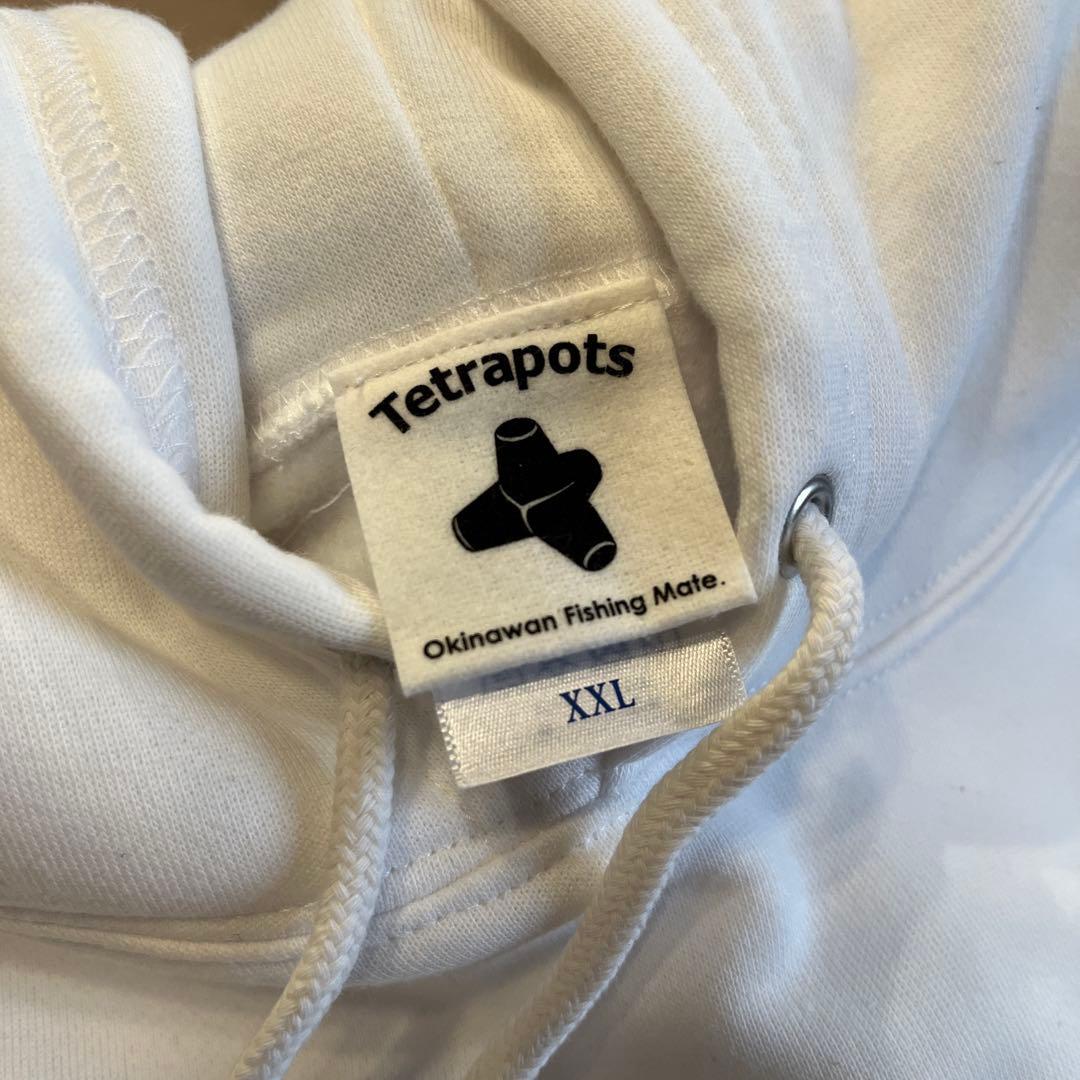 Tetrapots
Okinawan Fishing Mate.
XXL